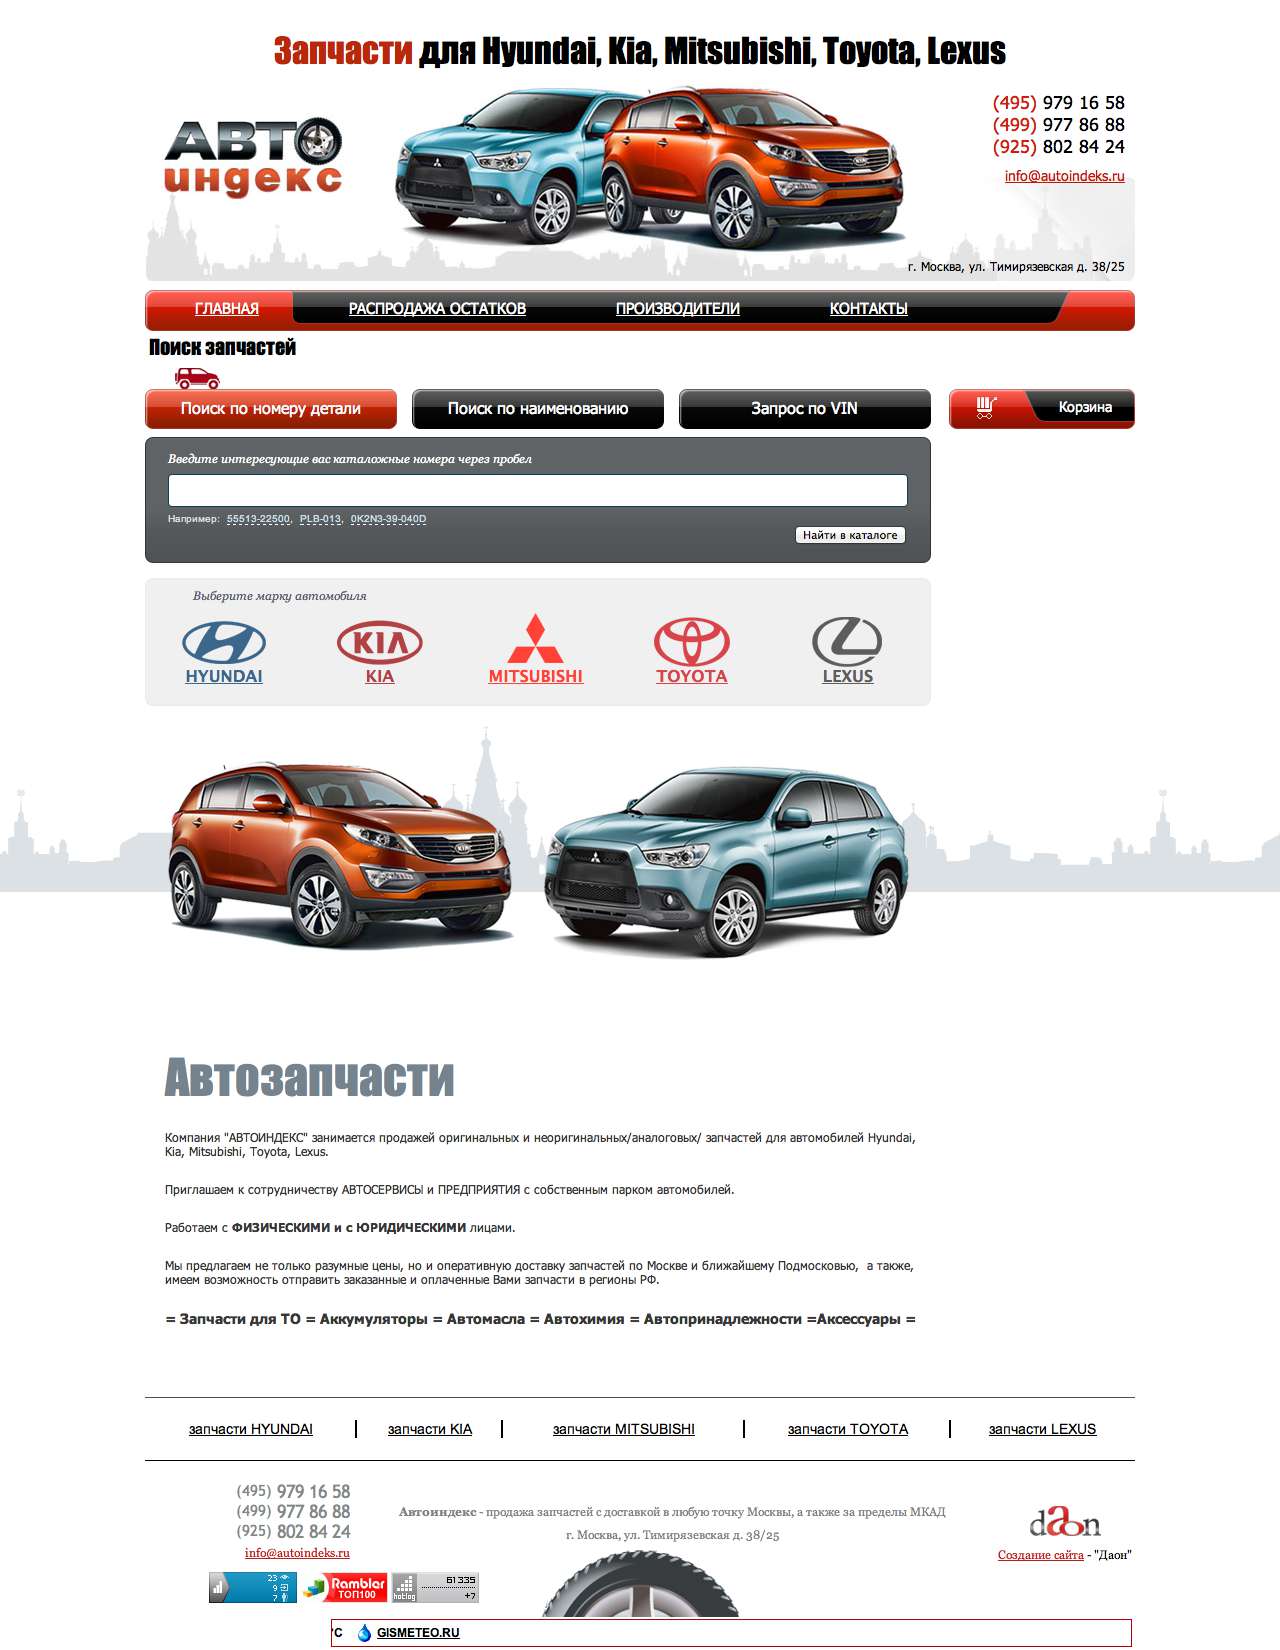 Запчасти для Hyundai, Kia, Mitsubishi, Toyota, Lexus
АВТО
индекс
(495) 979 16 58
(499) 977 86 88
(925) 802 84 24
info@autoindeks.ru
г. Москва, ул. Тимирязевская д. 38/25
ГЛАВНАЯ РАСПРОДАЖА ОСТАТКОВ ПРОИЗВОДИТЕЛИ КОНТАКТЫ
Поиск запчастей
Поиск по номеру детали Поиск по наименованию Запрос по VIN Корзина
Введите интересующие вас каталожные номера через пробел
Например: 55513-22500, PLB-013, 0K2N3-39-040D
Найти в каталоге
Выберите марку автомобиля
KIA
HYUNDAI KIA MITSUBISHI TOYOTA LEXUS
Автозапчасти
Компания "АВТОИНДЕКС" занимается продажей оригинальных и неоригинальных/аналоговых/ запчастей для автомобилей Hyundai,
Kia, Mitsubishi, Toyota, Lexus.
Приглашаем к сотрудничеству АВТОСЕРВИСЫ и ПРЕДПРИЯТИЯ с собственным парком автомобилей.
Работаем с ФИЗИЧЕСКИМИ и с ЮРИДИЧЕСКИМИ лицами.
Мы предлагаем не только разумные цены, но и оперативную доставку запчастей по Москве и ближайшему Подмосковью, а также,
имеем возможность отправить заказанные и оплаченные Вами запчасти в регионы РФ.
= Запчасти для ТО = Аккумуляторы = Автомасла = Автохимия = Автопринадлежности =Аксессуары =
запчасти HYUNDAI запчасти KIA запчасти MITSUBISHI запчасти TOYOTA запчасти LEXUS
(495) 979 16 58
(499) 977 86 88
(925) 802 84 24
info@autoindeks.ru
Автоиндекс - продажа запчастей с доставкой в любую точку Москвы, а также за пределы МКАД
г. Москва, ул. Тимирязевская д. 38/25
daon
Создание сайта - "Даон"
23
9
7
Rambler
ТОП100
61335
hotlog +7
°C GISMETEO.RU